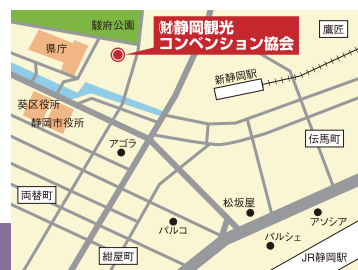 駿府公園
㈶静岡観光
コンベンション協会
鷹匠
県庁
新静岡駅
葵区役所
静岡市役所
アゴラ
伝馬町
両替町
松坂屋
アソシア
パルコ
パルシェ
紺屋町
JR静岡駅